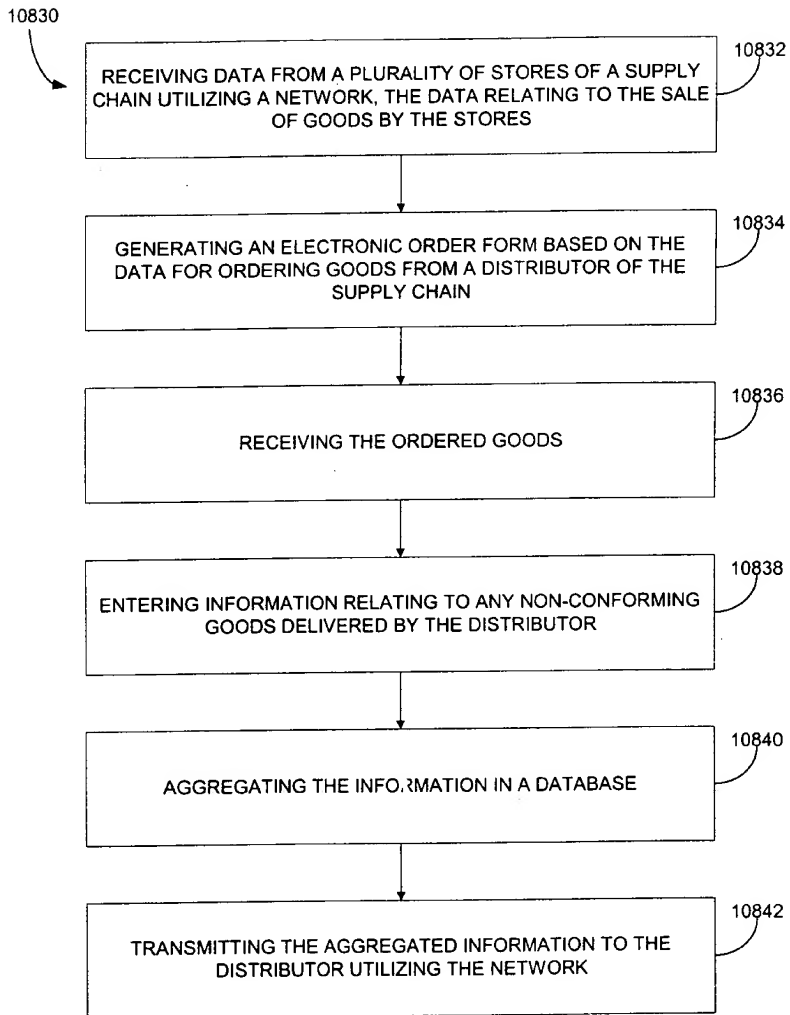 10830
10832
RECEIVING DATA FROM A PLURALITY OF STORES OF A SUPPLY
CHAIN UTILIZING A NETWORK, THE DATA RELATING TO THE SALE
OF GOODS BY THE STORES
10834
GENERATING AN ELECTRONIC ORDER FORM BASED ON THE
DATA FOR ORDERING GOODS FROM A DISTRIBUTOR OF THE
SUPPLY CHAIN
10836
RECEIVING THE ORDERED GOODS
10838
ENTERING INFORMATION RELATING TO ANY NON-CONFORMING
GOODS DELIVERED BY THE DISTRIBUTOR
10840
AGGREGATING THE INFORMATION IN A DATABASE
10842
TRANSMITTING THE AGGREGATED INFORMATION TO THE
DISTRIBUTOR UTILIZING THE NETWORK